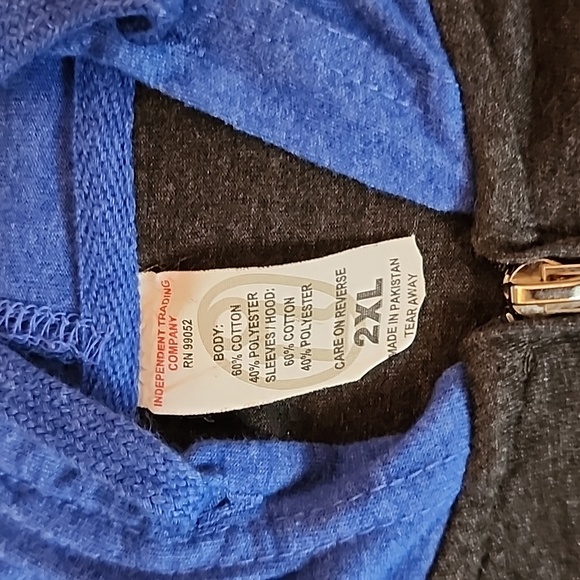 INDEPENDENT TRADING
COMPANY
RN 99052
BODY:
60% COTTON
40% POLYESTER
SLEEVES / HOOD:
60% COTTON
40% POLYESTER
CARE ON REVERSE
2XL
MADE IN PAKISTAN
TEAR AWAY